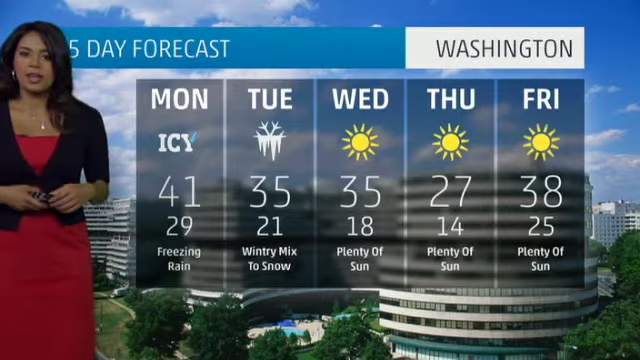 5 DAY FORECAST
WASHINGTON
MON TUE WED THU FRI
ICY
41 35 35 27 38
29 21 18 14 25
Freezing Rain
Wintry Mix To Snow
Plenty Of Sun
Plenty Of Sun
Plenty Of Sun